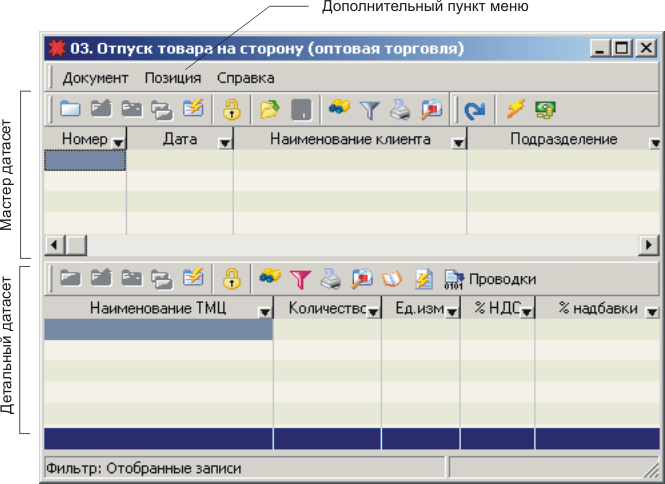 Дополнительный пункт меню
03. Отпуск товара на сторону (оптовая торговля)
Документ Позиция Справка
Мастер датасет
Номер Дата Наименование клиента Подразделение
Детальный датасет
0101 Проводки
Наименование ТМЦ Количество Ед.изм % НДС % надбавки
Фильтр: Отобранные записи